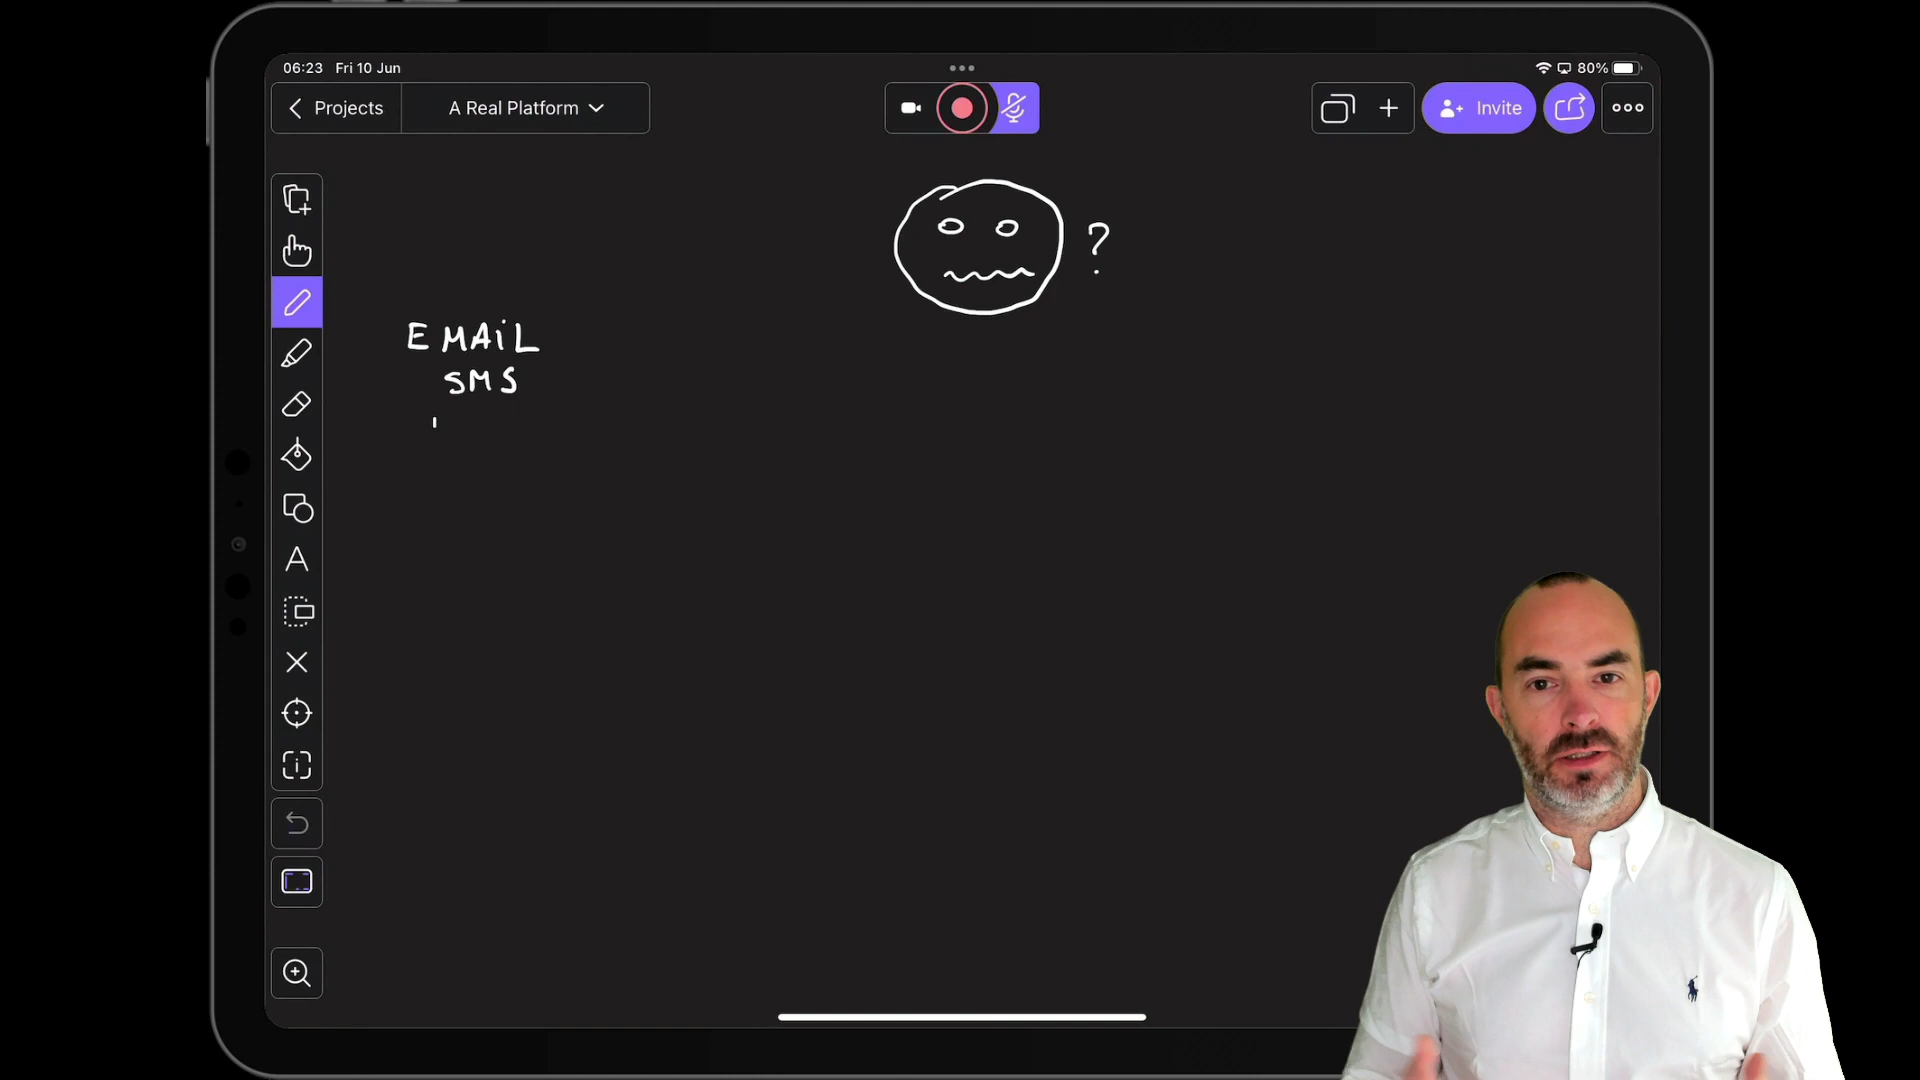 06:23 Fri 10 Jun
80%
Projects
A Real Platform
Invite
?
EMAiL
SMS
A